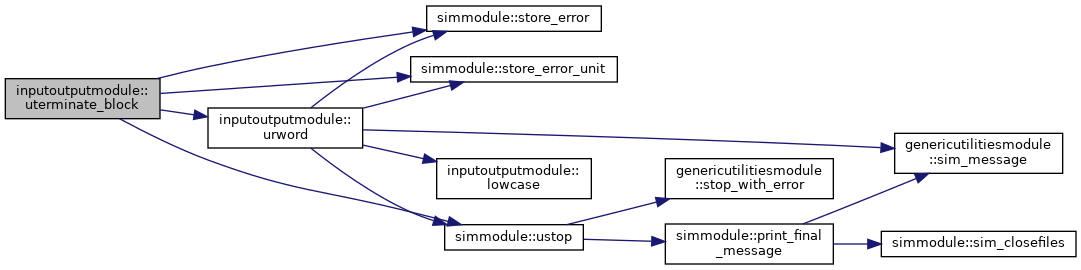 inputoutputmodule::
uterminate_block
inputoutputmodule::
urword
simmodule::store_error
simmodule::store_error_unit
inputoutputmodule::
lowcase
simmodule::ustop
genericutilitiesmodule
::stop_with_error
simmodule::print_final
_message
genericutilitiesmodule
::sim_message
simmodule::sim_closefiles